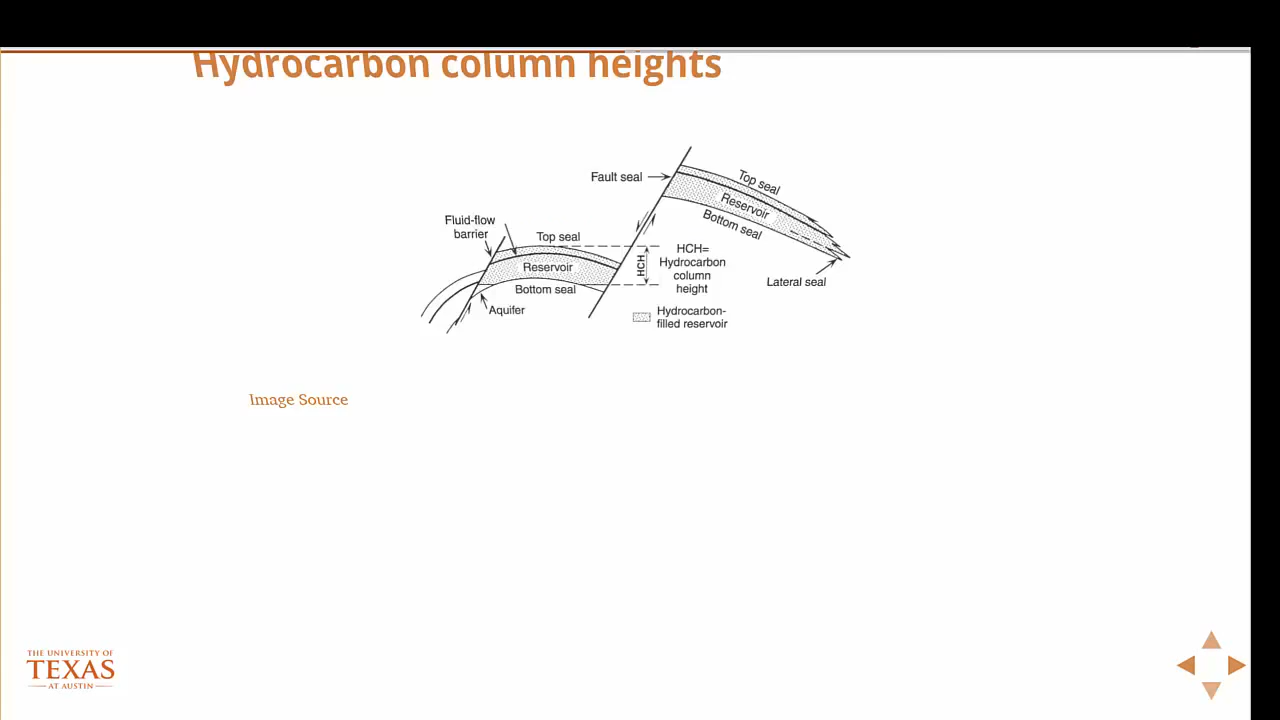 Hydrocarbon column heights
Fault seal
Top seal
Reservoir
Bottom seal
Lateral seal
Fluid-flow
barrier
Top seal
Reservoir
Bottom seal
Aquifer
HCH
HCH=
Hydrocarbon
column
height
Hydrocarbon-
filled reservoir
Image Source
THE UNIVERSITY OF
TEXAS
AT AUSTIN